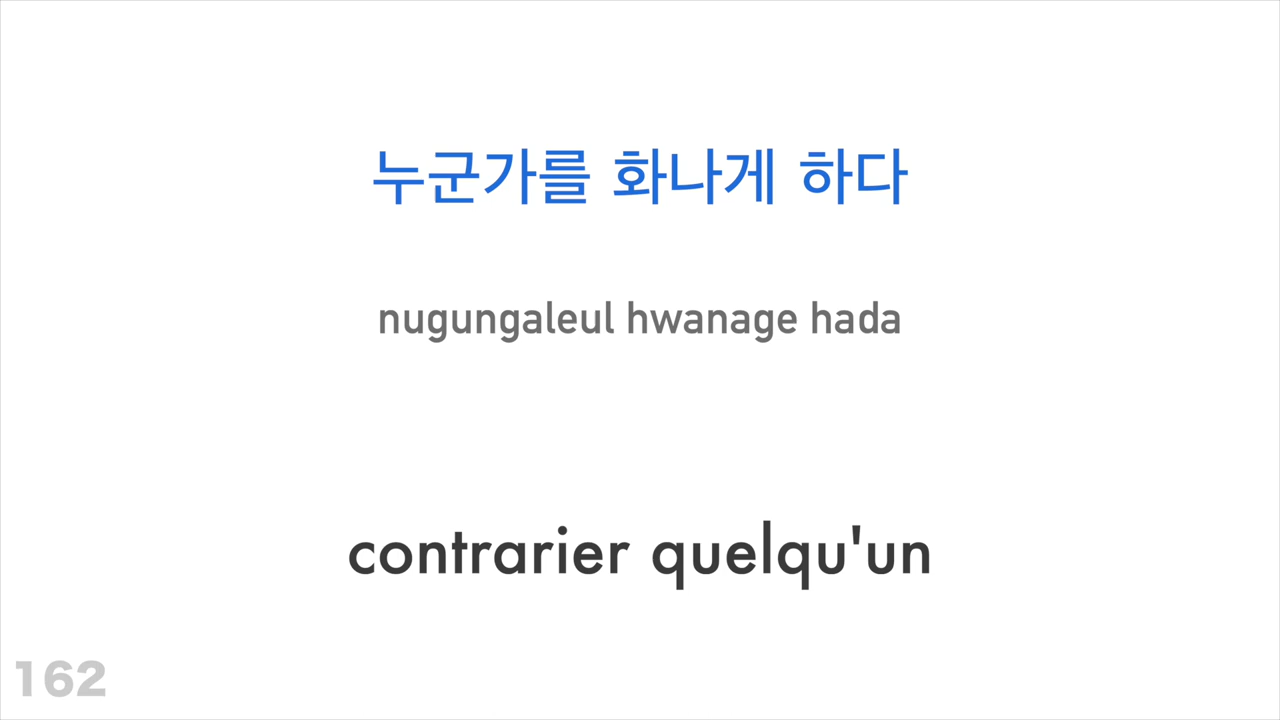 누군가를 화나게 하다
nugungaleul hwanage hada
contrarier quelqu'un
162